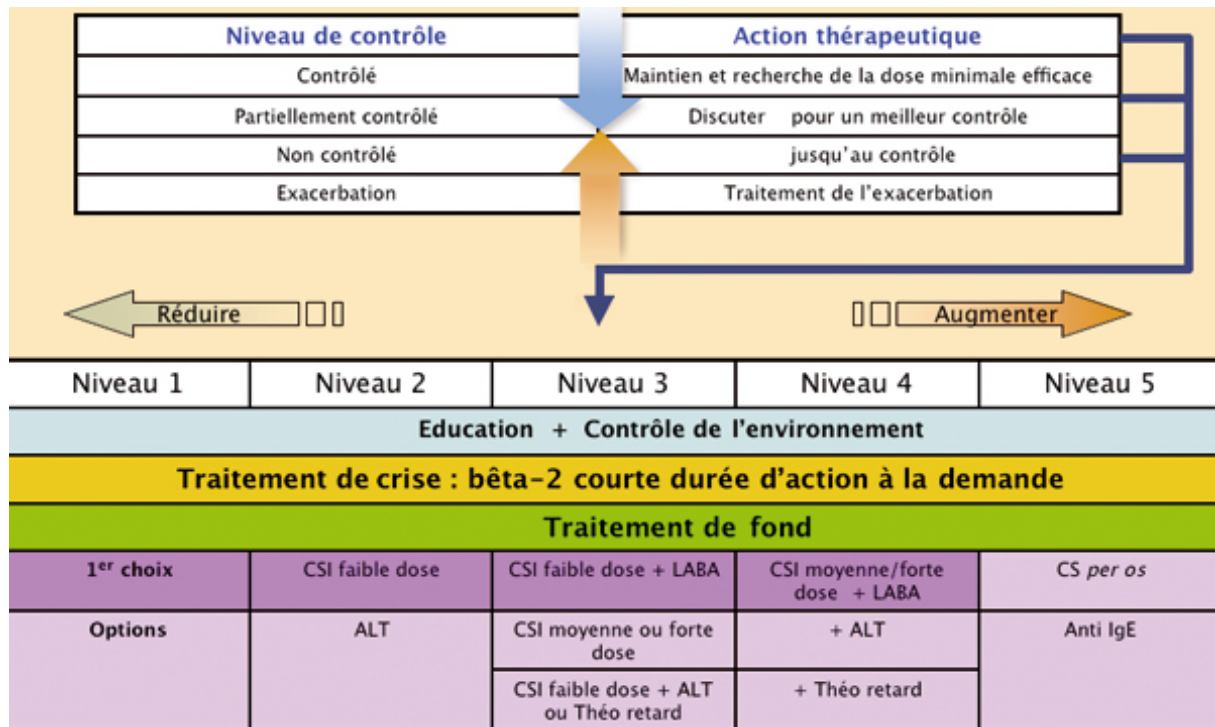 Niveau de contrôle Action thérapeutique
Contrôlé Maintien et recherche de la dose minimale efficace
Partiellement contrôlé Discuter pour un meilleur contrôle
Non contrôlé jusqu'au contrôle
Exacerbation Traitement de l'exacerbation
Réduire Augmenter
Niveau 1 Niveau 2 Niveau 3 Niveau 4 Niveau 5
Education + Contrôle de l'environnement
Traitement de crise : bêta-2 courte durée d'action à la demande
Traitement de fond
1er choix CSI faible dose CSI faible dose + LABA CSI moyenne/forte CS per os
dose + LABA
Options ALT CSI moyenne ou forte + ALT Anti IgE
dose
CSI faible dose + ALT + Théo retard
ou Théo retard